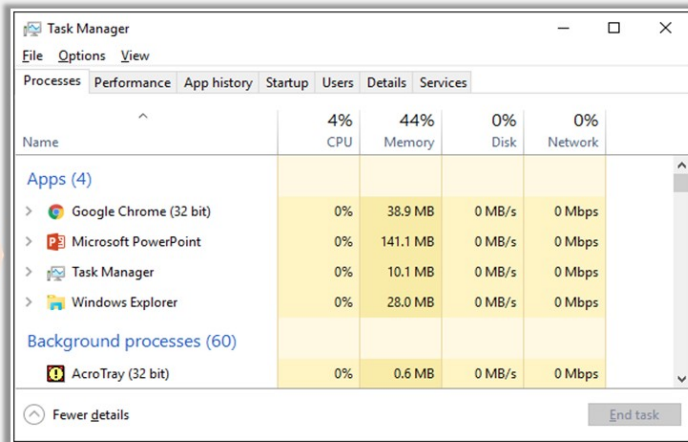 Task Manager
File Options View
Processes Performance App history Startup Users Details Services
4% 44% 0% 0%
Name CPU Memory Disk Network
Apps (4)
Google Chrome (32 bit) 0% 38.9 MB 0 MB/s 0 Mbps
Microsoft PowerPoint 0% 141.1 MB 0 MB/s 0 Mbps
Task Manager 0% 10.1 MB 0 MB/s 0 Mbps
Windows Explorer 0% 28.0 MB 0 MB/s 0 Mbps
Background processes (60)
AcroTray (32 bit) 0% 0.6 MB 0 MB/s 0 Mbps
Fewer details End task